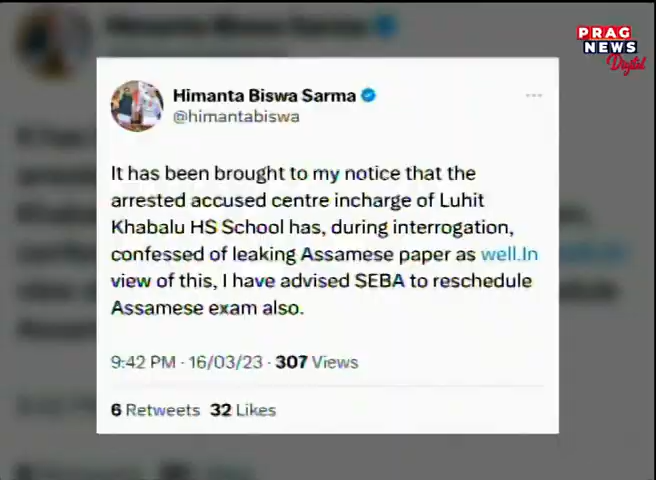 PRAG
NEWS
Digital
Himanta Biswa Sarma
@himantabiswa
It has been brought to my notice that the
arrested accused centre incharge of Luhit
Khabalu HS School has, during interrogation,
confessed of leaking Assamese paper as well.In
view of this, I have advised SEBA to reschedule
Assamese exam also.
9:42 PM · 16/03/23 · 307 Views
6 Retweets 32 Likes